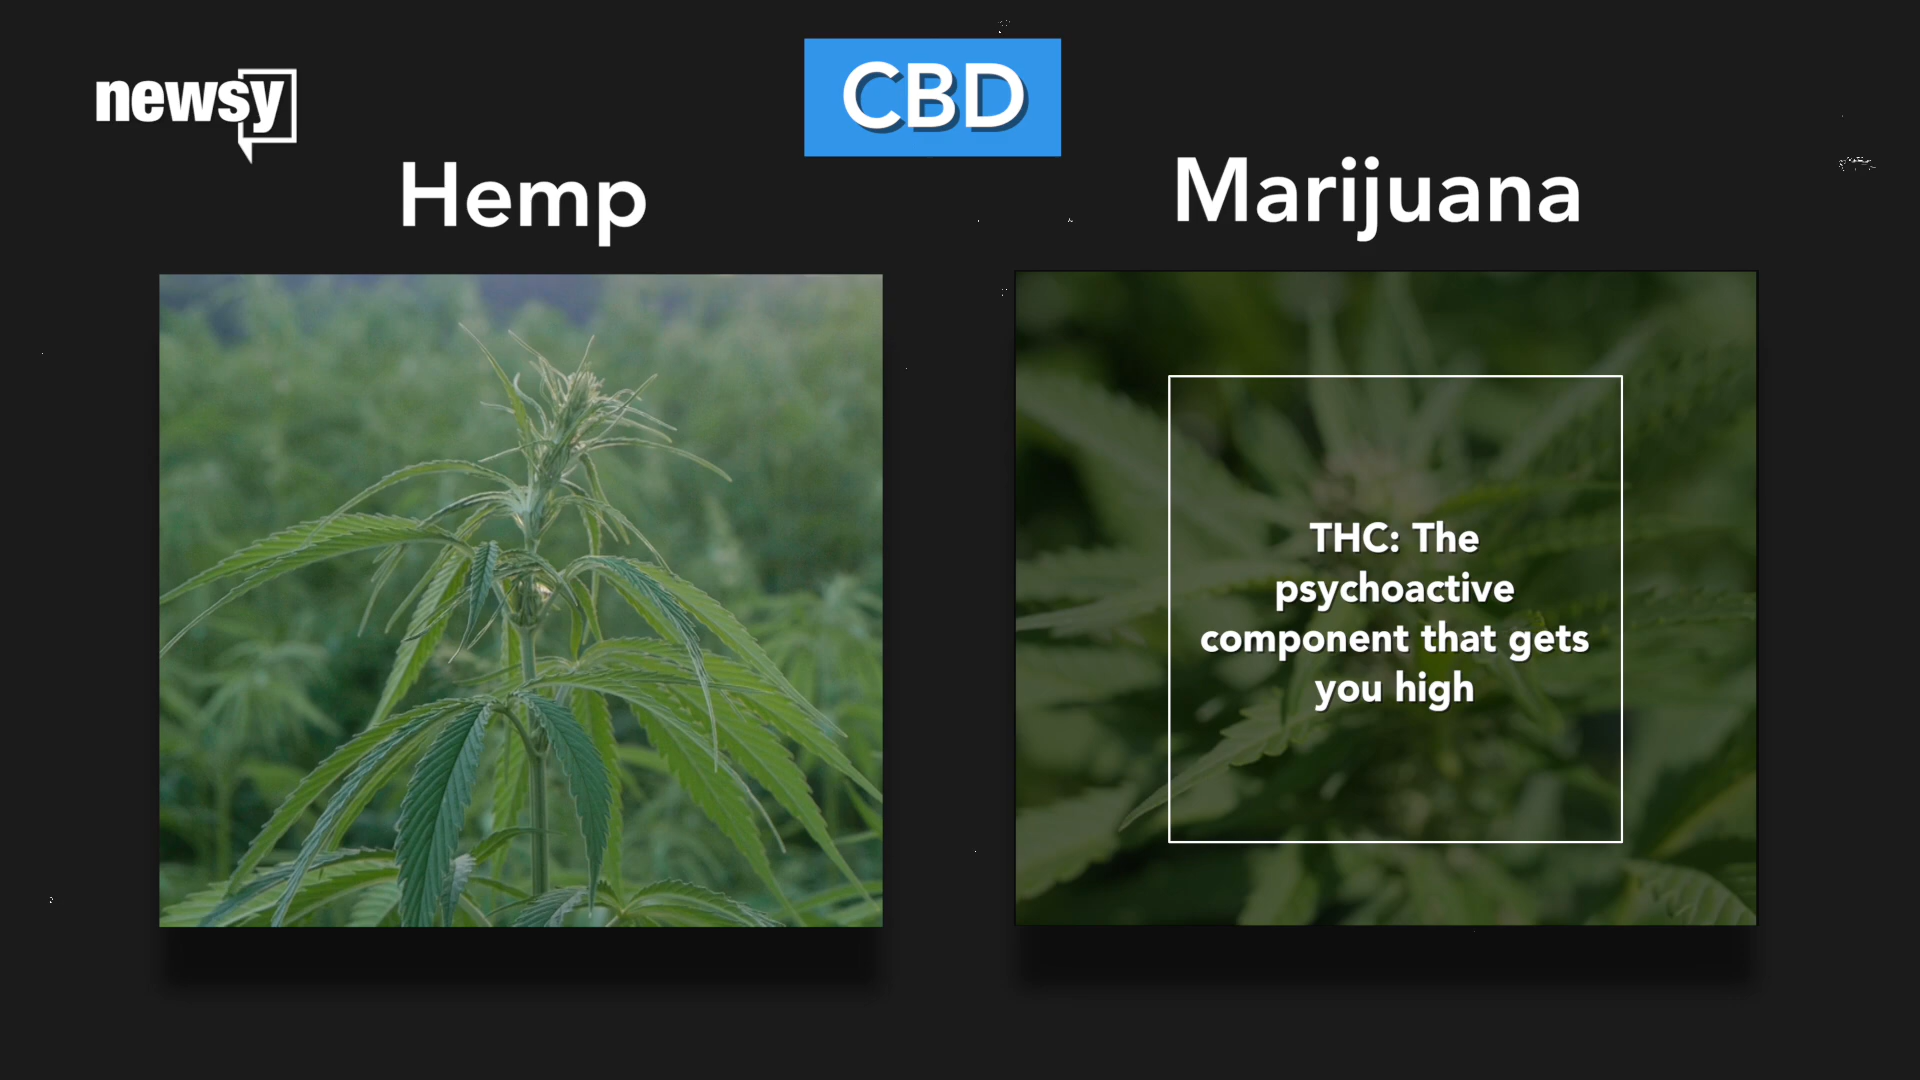 newsy
CBD
Hemp
Marijuana
THC: The
psychoactive
component that gets
you high